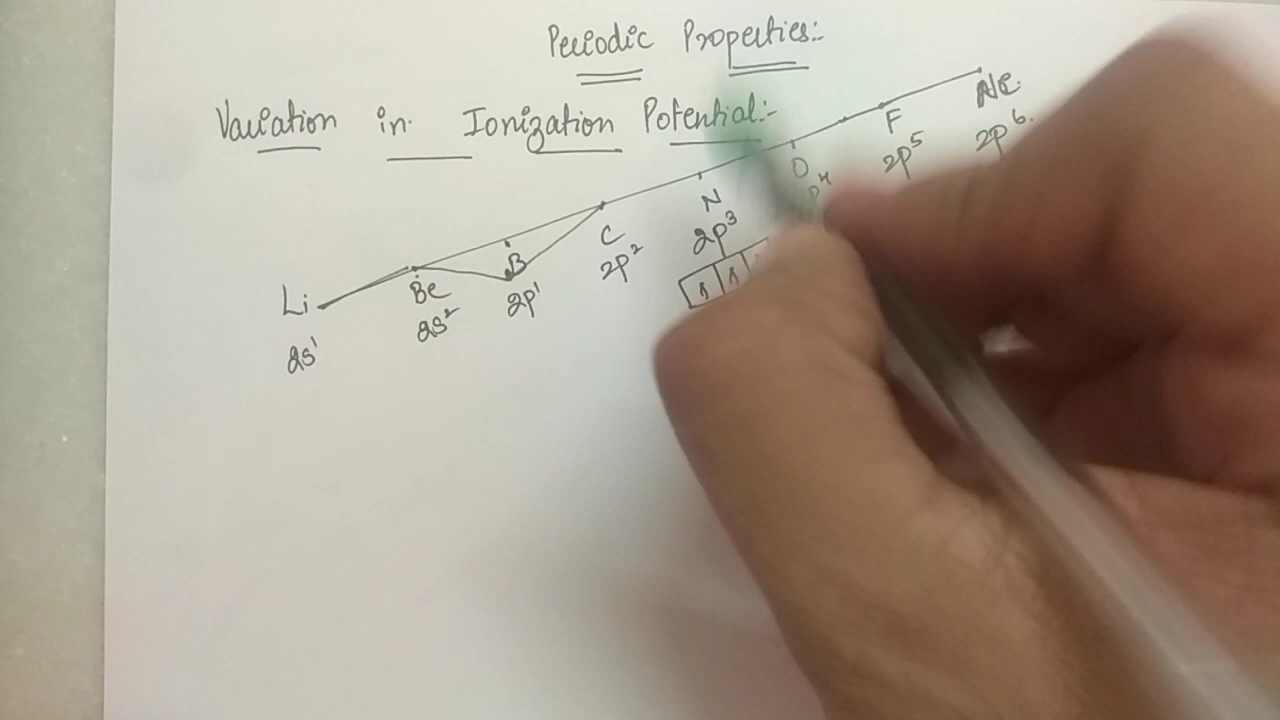 Periodic Properties:-
Variation in Ionization Potential:-
Li Be B C N O F Ne
2s¹ 2s² 2p¹ 2p² 2p³ 2p⁵ 2p⁶